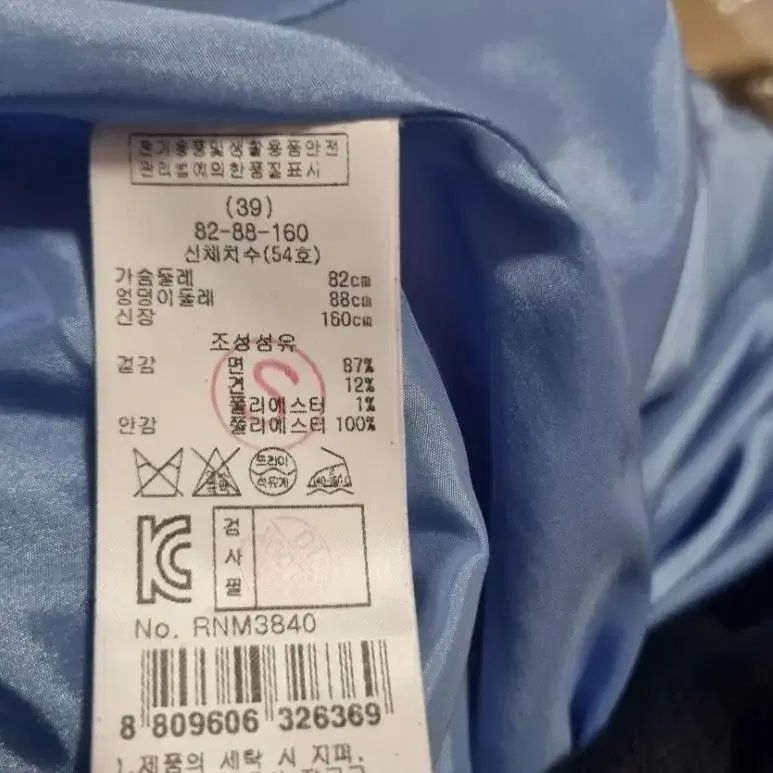 전기용품및생활용품안전
관리법에의한품질표시
(39)
82-88-160
신체치수(54호)
가슴둘레 82cm
엉덩이둘레 88cm
신장 160cm
조성섬유
겉감 면 87%
견 12%
폴리에스터 1%
안감 폴리에스터 100%
드라이
석유계
검
사
필
No. RNM3840
8 809606 326369
1.제품의 세탁 시 지퍼,